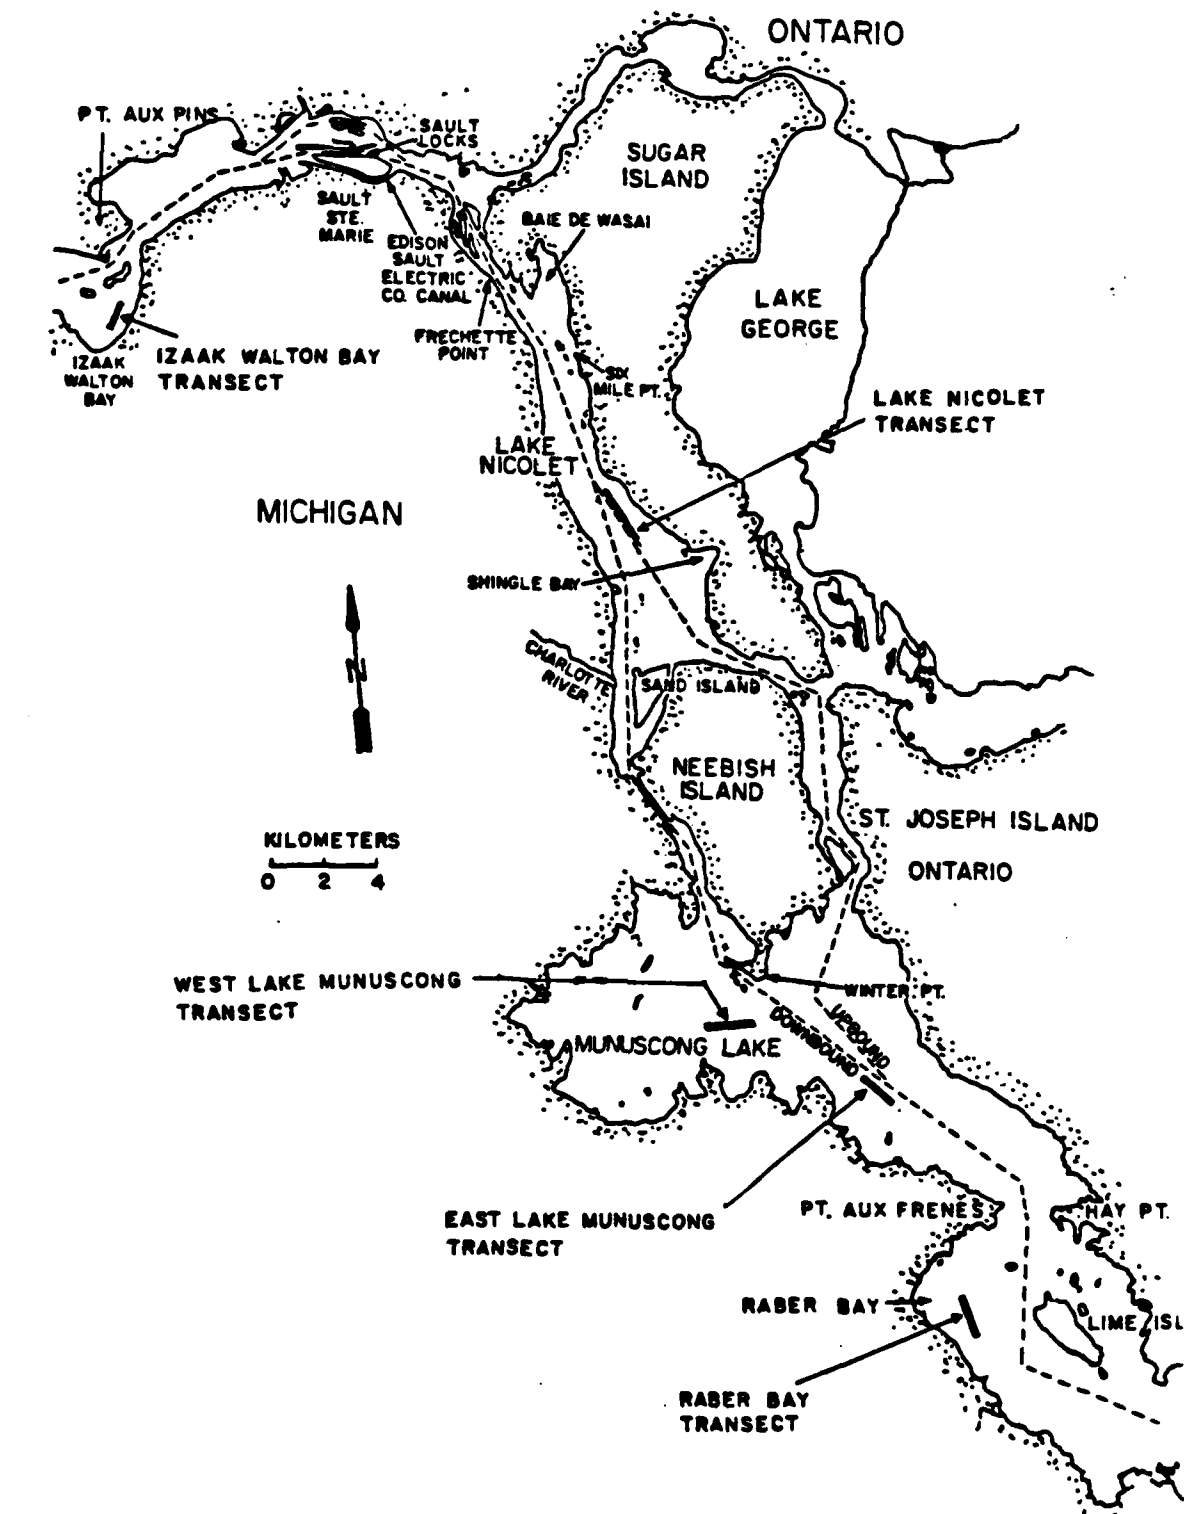 ONTARIO
PT. AUX PINS
SAULT
LOCKS
SUGAR
ISLAND
SAULT
STE.
MARIE
BAIE DE WASAI
EDISON
SAULT
ELECTRIC
CO. CANAL
LAKE
GEORGE
FRECHETTE
POINT
IZAAK
WALTON
BAY
IZAAK WALTON BAY
TRANSECT
SIX
MILE PT.
LAKE NICOLET
TRANSECT
LAKE
NICOLET
MICHIGAN
SHINGLE BAY
N
CHARLOTTE
RIVER
SAND ISLAND
NEEBISH
ISLAND
ST. JOSEPH ISLAND
ONTARIO
KILOMETERS
0 2 4
WEST LAKE MUNUSCONG
TRANSECT
WINTER PT.
UPBOUND
DOWNBOUND
MUNUSCONG LAKE
EAST LAKE MUNUSCONG
TRANSECT
PT. AUX FRENES
HAY PT.
RABER BAY
LIME ISL
RABER BAY
TRANSECT